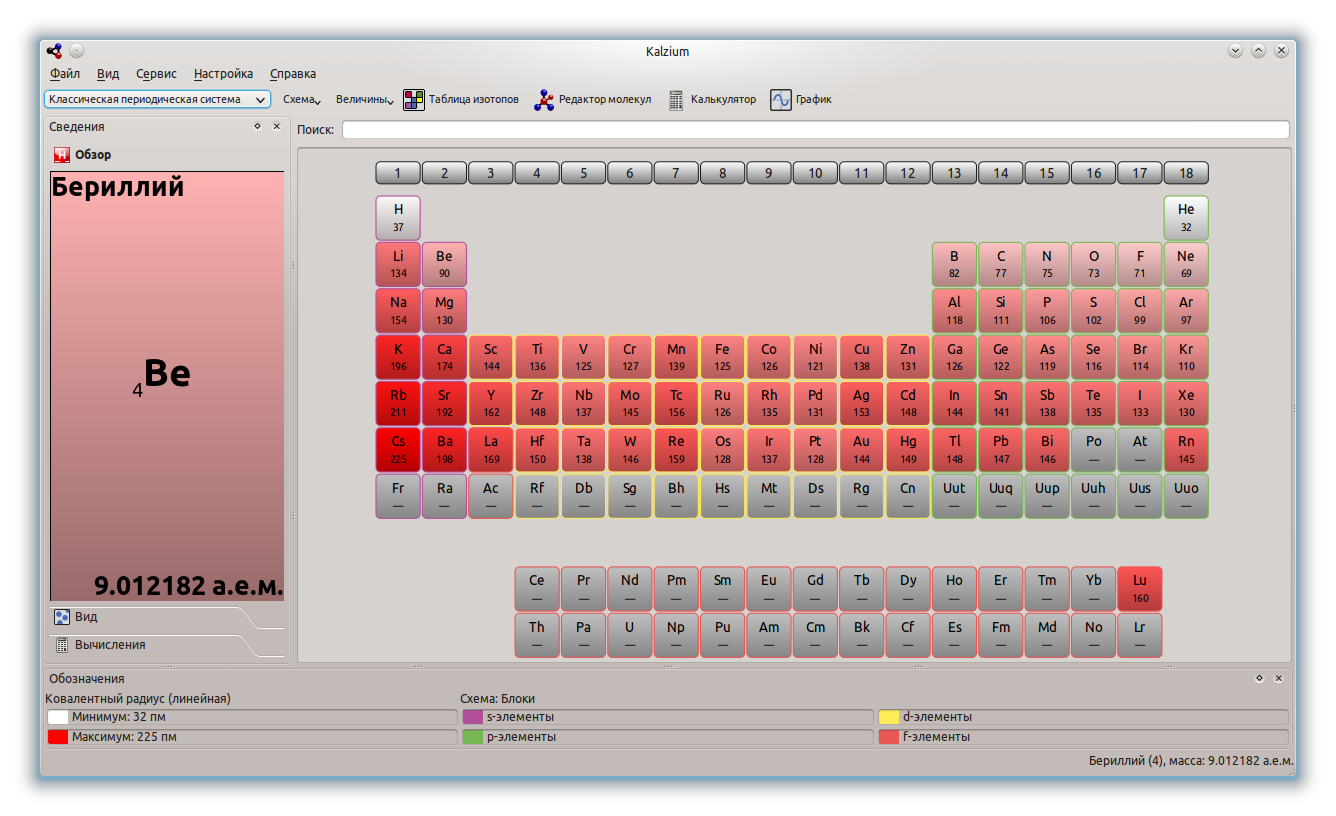 Kalzium
Файл Вид Сервис Настройка Справка
Классическая периодическая система Схема Величины Таблица изотопов Редактор молекул Калькулятор График
Сведения
Поиск:
Обзор
Бериллий
4Be
9.012182 а.е.м.
Вид
Вычисления
1 2 3 4 5 6 7 8 9 10 11 12 13 14 15 16 17 18
H He
37 32
Li Be B C N O F Ne
134 90 82 77 75 73 71 69
Na Mg Al Si P S Cl Ar
154 130 118 111 106 102 99 97
K Ca Sc Ti V Cr Mn Fe Co Ni Cu Zn Ga Ge As Se Br Kr
196 174 144 136 125 127 139 125 126 121 138 131 126 122 119 116 114 110
Rb Sr Y Zr Nb Mo Tc Ru Rh Pd Ag Cd In Sn Sb Te I Xe
211 192 162 148 137 145 156 126 135 131 153 148 144 141 138 135 133 130
Cs Ba La Hf Ta W Re Os Ir Pt Au Hg Tl Pb Bi Po At Rn
225 198 169 150 138 146 159 128 137 128 144 149 148 147 146 — — 145
Fr Ra Ac Rf Db Sg Bh Hs Mt Ds Rg Cn Uut Uuq Uup Uuh Uus Uuo
— — — — — — — — — — — — — — — — — —
Ce Pr Nd Pm Sm Eu Gd Tb Dy Ho Er Tm Yb Lu
— — — — — — — — — — — — — 160
Th Pa U Np Pu Am Cm Bk Cf Es Fm Md No Lr
— — — — — — — — — — — — — —
Обозначения
Ковалентный радиус (линейная) Схема: Блоки
Минимум: 32 пм s-элементы d-элементы
Максимум: 225 пм p-элементы f-элементы
Бериллий (4), масса: 9.012182 а.е.м.